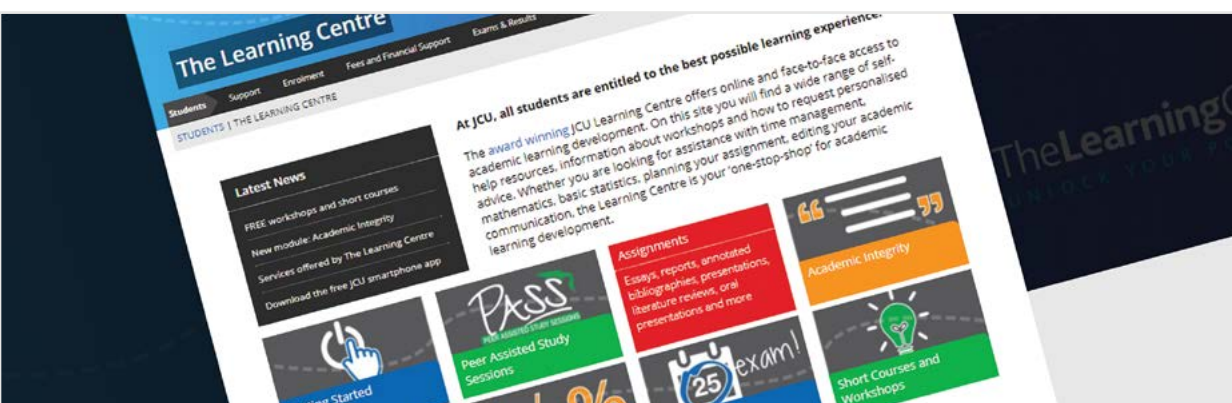 The Learning Centre
Students
Support
Enrolment
Fees and Financial Support
Exams & Results
STUDENTS | THE LEARNING CENTRE
At JCU, all students are entitled to the best possible learning experience.
The award winning JCU Learning Centre offers online and face-to-face access to
academic learning development. On this site you will find a wide range of self-
help resources, information about workshops and how to request personalised
advice. Whether you are looking for assistance with time management,
mathematics, basic statistics, planning your assignment, editing your academic
communication, the Learning Centre is your 'one-stop-shop' for academic
learning development.
Latest News
FREE workshops and short courses
New module: Academic Integrity
Services offered by The Learning Centre
Download the free JCU smartphone app
Started
PASS
PEER ASSISTED STUDY SESSIONS
Peer Assisted Study
Sessions
Assignments
Essays, reports, annotated
bibliographies, presentations,
literature reviews, oral
presentations and more
Academic Integrity
%
25
exam!
Short Courses and
Workshops
TheLearning
UNLOCK YOUR